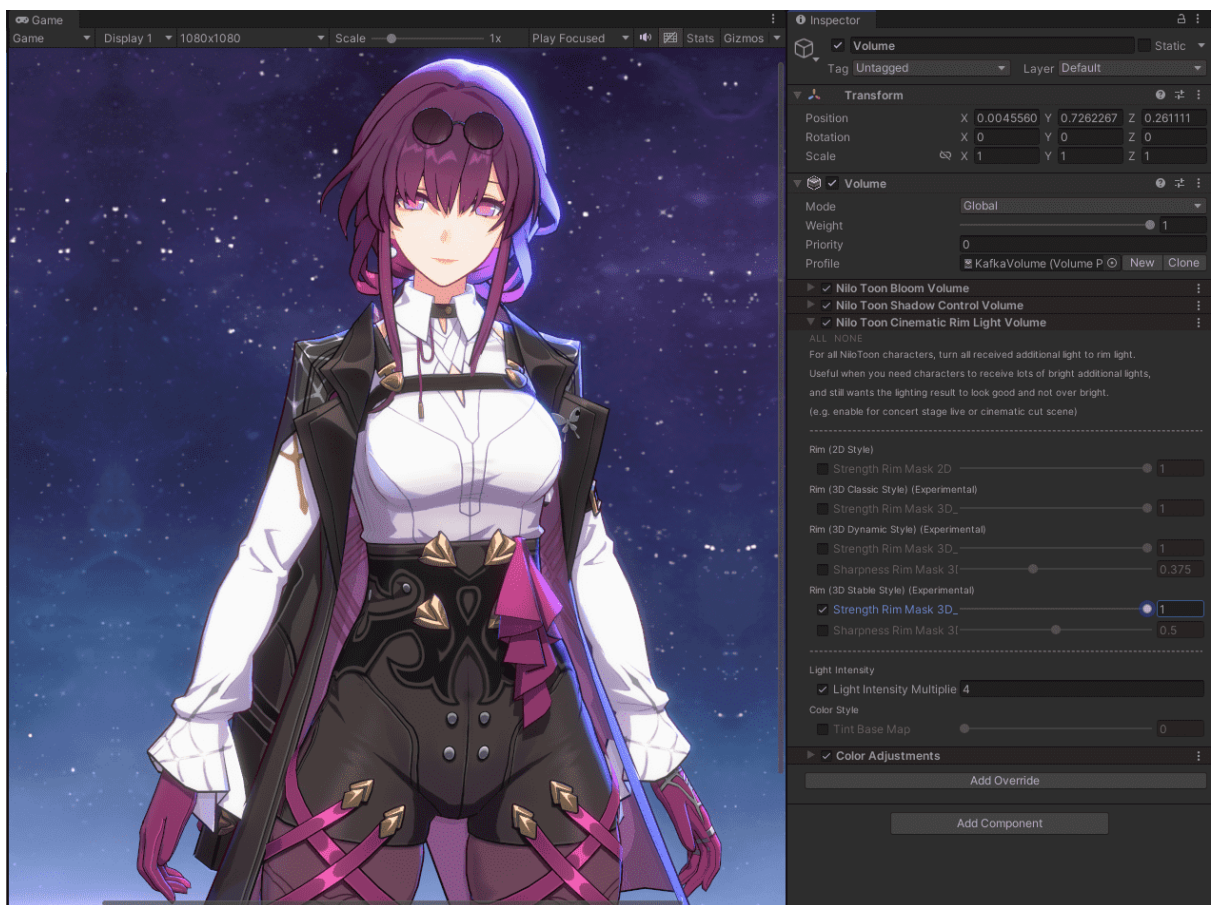 Game
Game Display 1 1080x1080 Scale 1x Play Focused Stats Gizmos
Inspector
Volume Static
Tag Untagged Layer Default
Transform
Position X 0.0045560 Y 0.7262267 Z 0.261111
Rotation X 0 Y 0 Z 0
Scale X 1 Y 1 Z 1
Volume
Mode Global
Weight 1
Priority 0
Profile KafkaVolume (Volume P New Clone
Nilo Toon Bloom Volume
Nilo Toon Shadow Control Volume
Nilo Toon Cinematic Rim Light Volume
ALL NONE
For all NiloToon characters, turn all received additional light to rim light.
Useful when you need characters to receive lots of bright additional lights,
and still wants the lighting result to look good and not over bright.
(e.g. enable for concert stage live or cinematic cut scene)
Rim (2D Style)
Strength Rim Mask 2D 1
Rim (3D Classic Style) (Experimental)
Strength Rim Mask 3D_ 1
Rim (3D Dynamic Style) (Experimental)
Strength Rim Mask 3D_ 1
Sharpness Rim Mask 3[ 0.375
Rim (3D Stable Style) (Experimental)
Strength Rim Mask 3D_ 1
Sharpness Rim Mask 3[ 0.5
Light Intensity
Light Intensity Multiplie 4
Color Style
Tint Base Map 0
Color Adjustments
Add Override
Add Component